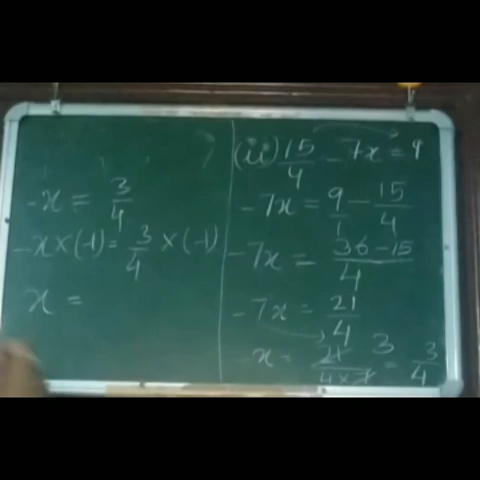 (ii) 15/4 - 7x = 9
-7x = 9/1 - 15/4
-7x = 36-15/4
-7x = 21/4
-x = 21/4×7 3 = 3/4
-x = 3/4
-x×(-1) = 3/4 ×(-1)
x =